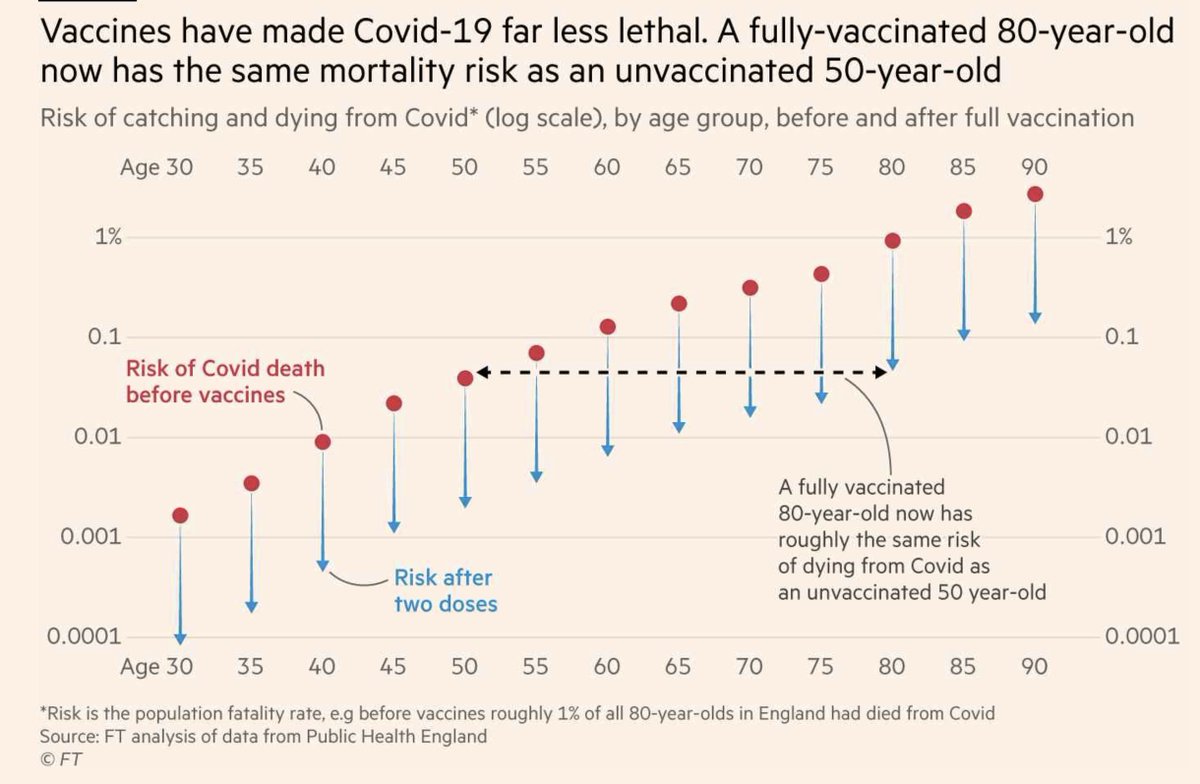 Vaccines have made Covid-19 far less lethal. A fully-vaccinated 80-year-old
now has the same mortality risk as an unvaccinated 50-year-old
Risk of catching and dying from Covid* (log scale), by age group, before and after full vaccination
Age 30 35 40 45 50 55 60 65 70 75 80 85 90
1% 1%
0.1 0.1
Risk of Covid death
before vaccines
0.01 0.01
A fully vaccinated
80-year-old now has
roughly the same risk
of dying from Covid as
an unvaccinated 50 year-old
0.001 0.001
Risk after
two doses
0.0001 0.0001
Age 30 35 40 45 50 55 60 65 70 75 80 85 90
*Risk is the population fatality rate, e.g before vaccines roughly 1% of all 80-year-olds in England had died from Covid
Source: FT analysis of data from Public Health England
© FT